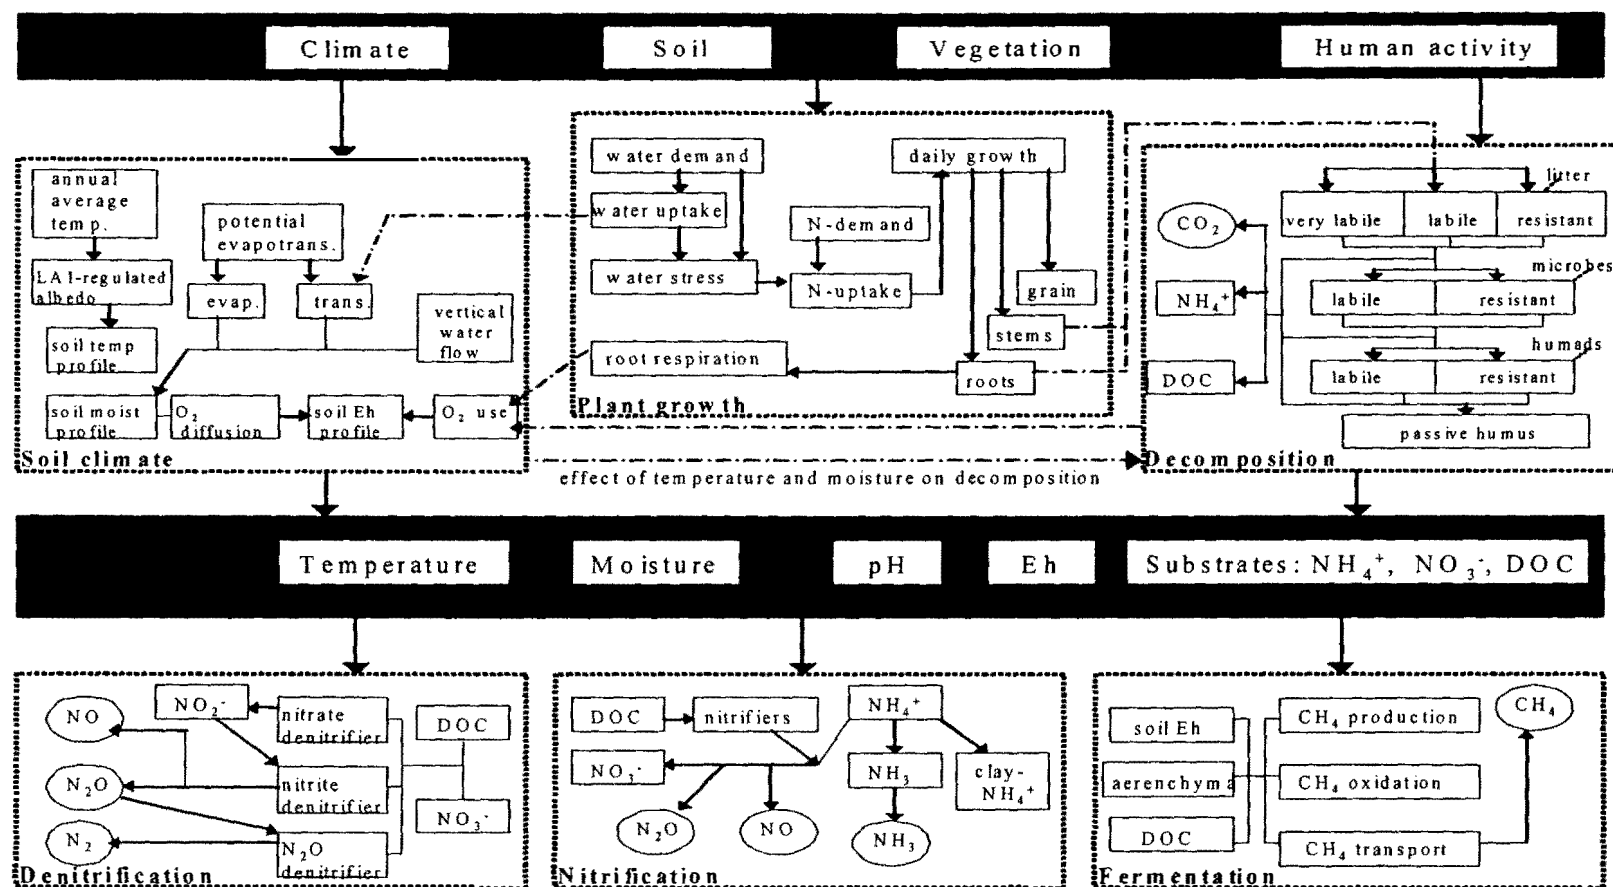 Climate
Soil
Vegetation
Human activity
annual
average
temp.
LAI-regulated
albedo
soil temp
profile
potential
evapotrans.
evap.
trans.
vertical
water
flow
soil moist
profile
O₂
diffusion
soil Eh
profile
O₂ use
Soil climate
water demand
water uptake
water stress
N-demand
N-uptake
daily growth
grain
stems
roots
root respiration
Plant growth
litter
very labile
labile
resistant
microbes
labile
resistant
humads
labile
resistant
passive humus
CO₂
NH₄⁺
DOC
Decomposition
effect of temperature and moisture on decomposition
Temperature
Moisture
pH
Eh
Substrates: NH₄⁺, NO₃⁻, DOC
NO
N₂O
N₂
NO₂⁻
nitrate
denitrifier
nitrite
denitrifier
N₂O
denitrifier
DOC
NO₃⁻
Denitrification
DOC
nitrifiers
NO₃⁻
N₂O
NO
NH₄⁺
NH₃
NH₃
clay-
NH₄⁺
Nitrification
soil Eh
aerenchyma
DOC
CH₄ production
CH₄ oxidation
CH₄ transport
CH₄
Fermentation